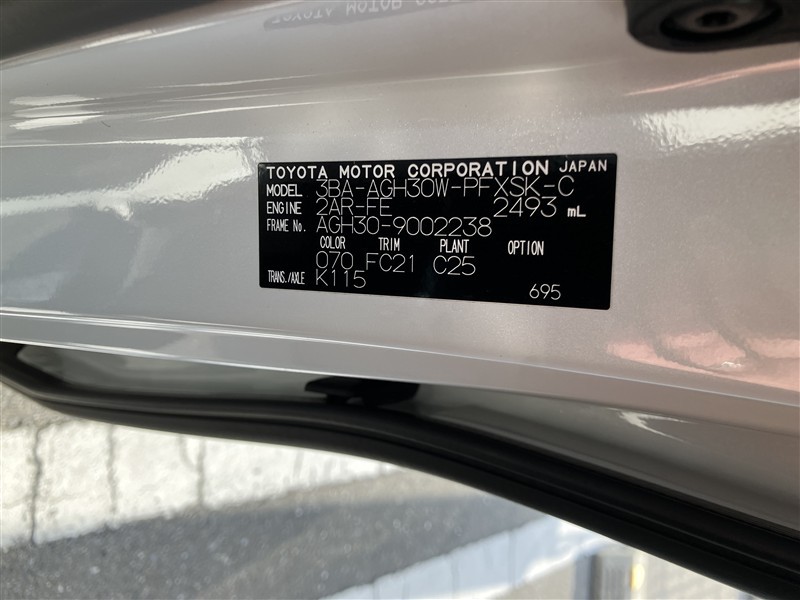 TOYOTA MOTOR CORPORATION JAPAN
MODEL 3BA-AGH30W-PFXSK-C
ENGINE 2AR-FE 2493 mL
FRAME No. AGH30-9002238
COLOR TRIM PLANT OPTION
070 FC21 C25
TRANS./AXLE K115
695